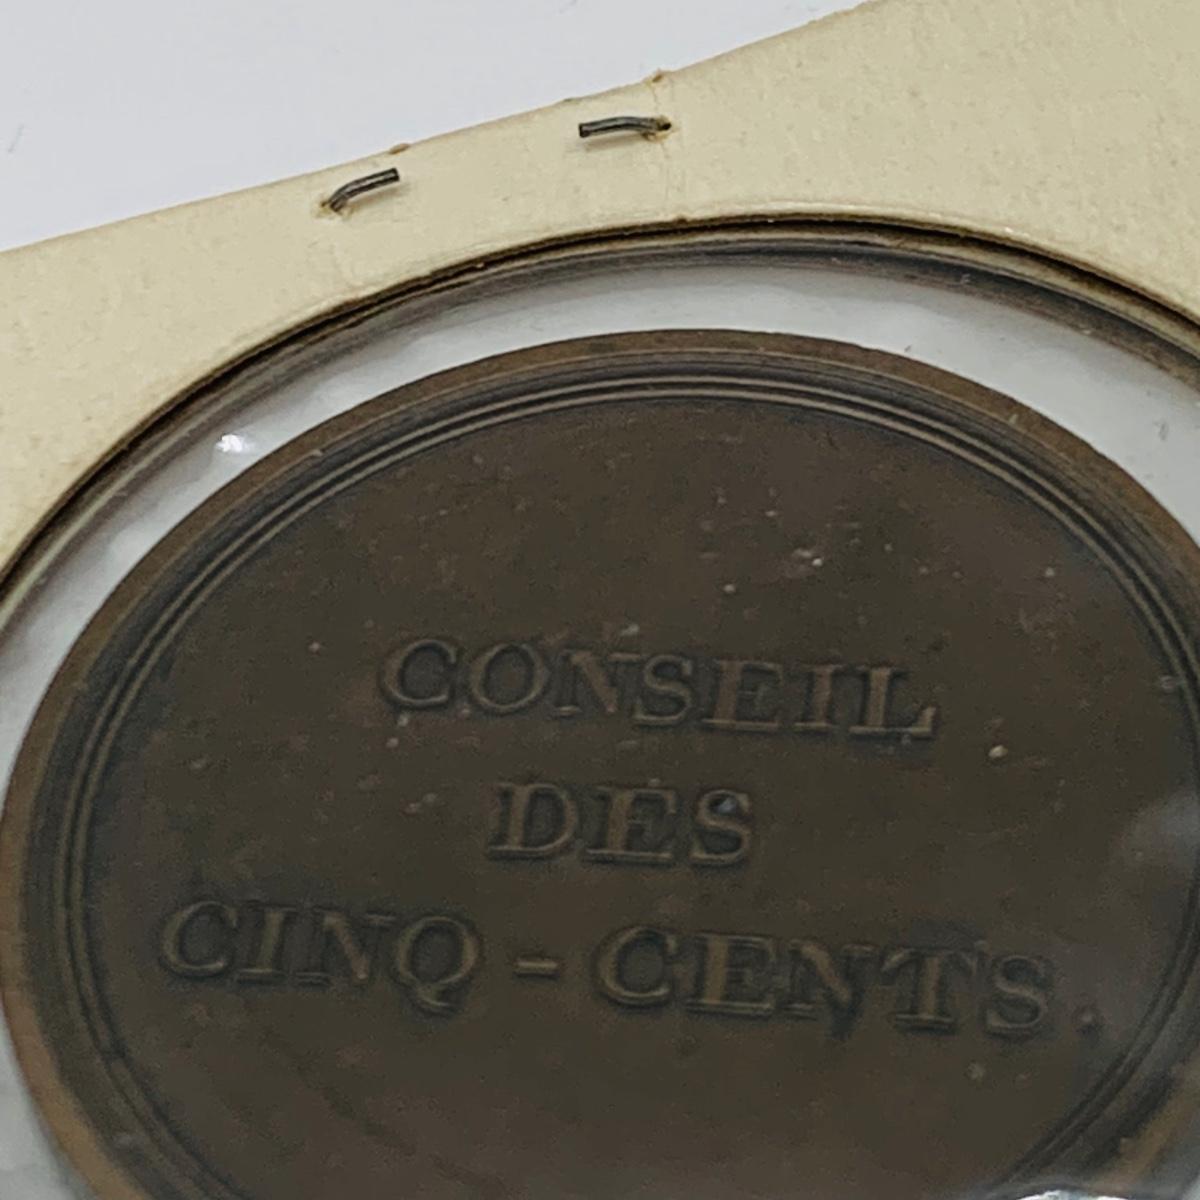 CONSEIL
DES
CINQ-CENTS.